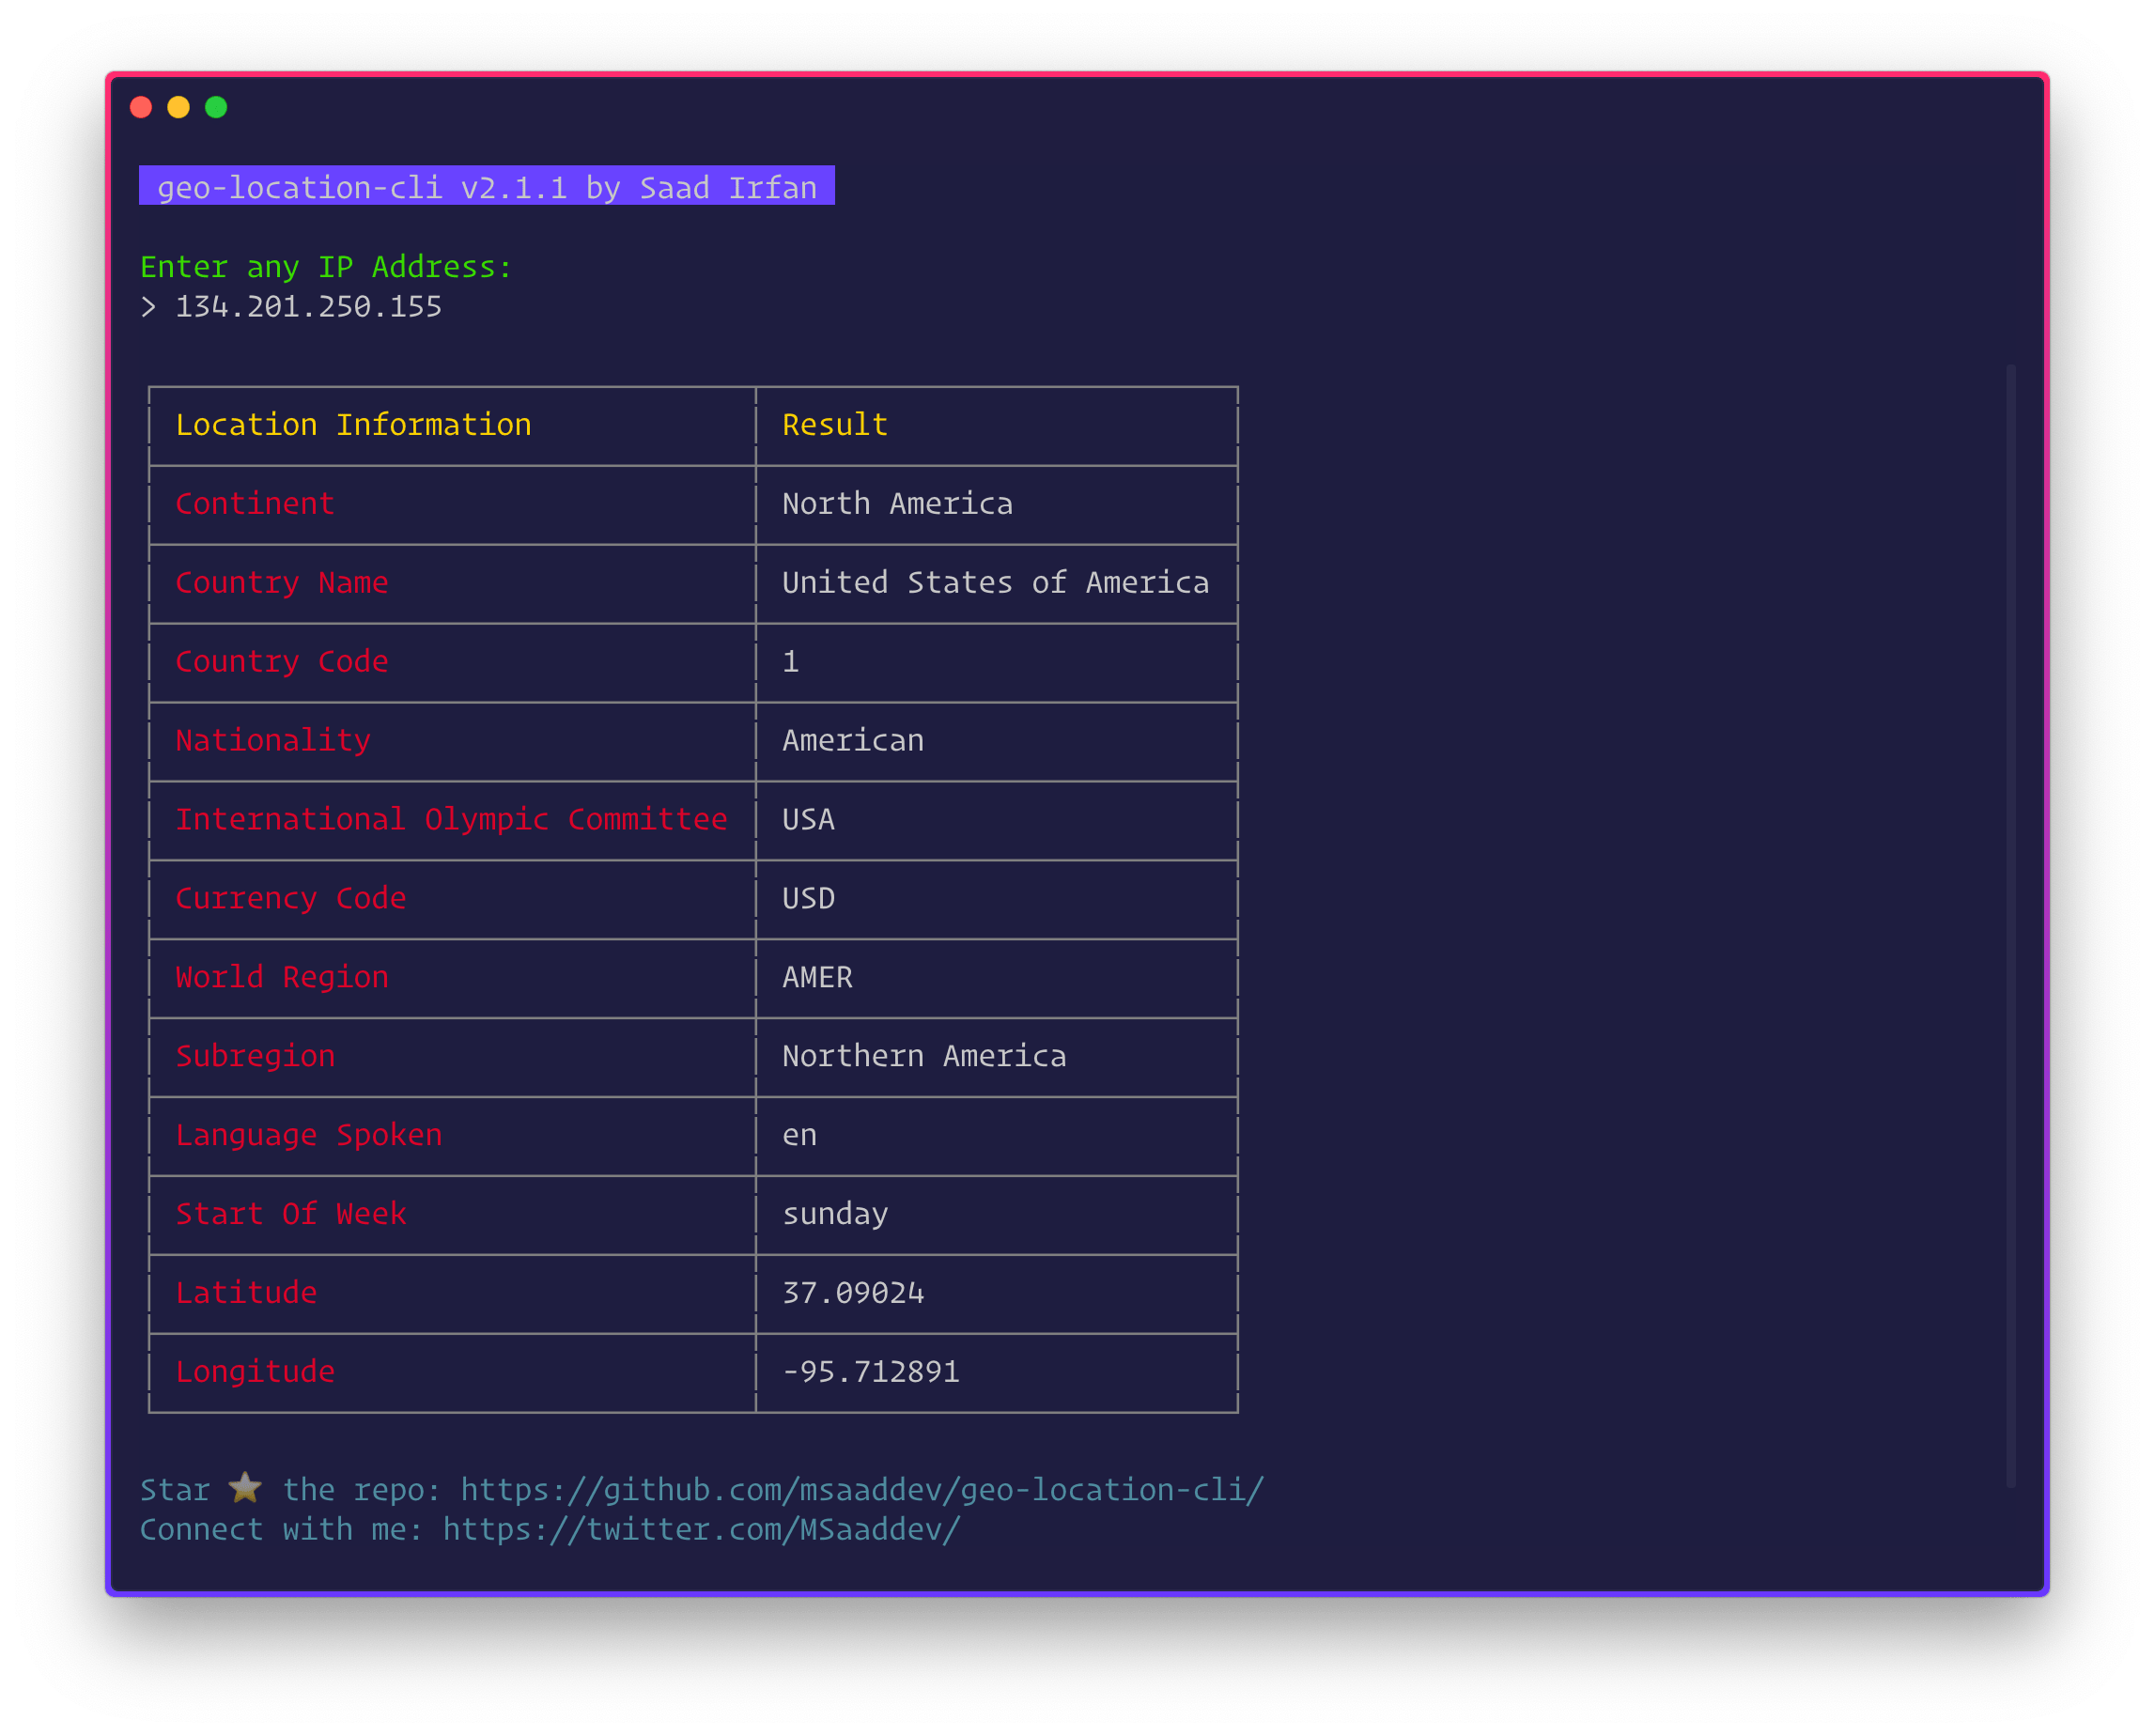 geo-location-cli v2.1.1 by Saad Irfan
Enter any IP Address:
> 134.201.250.155
Location Information Result
Continent North America
Country Name United States of America
Country Code 1
Nationality American
International Olympic Committee USA
Currency Code USD
World Region AMER
Subregion Northern America
Language Spoken en
Start Of Week sunday
Latitude 37.09024
Longitude -95.712891
Star ⭐ the repo: https://github.com/msaaddev/geo-location-cli/
Connect with me: https://twitter.com/MSaaddev/